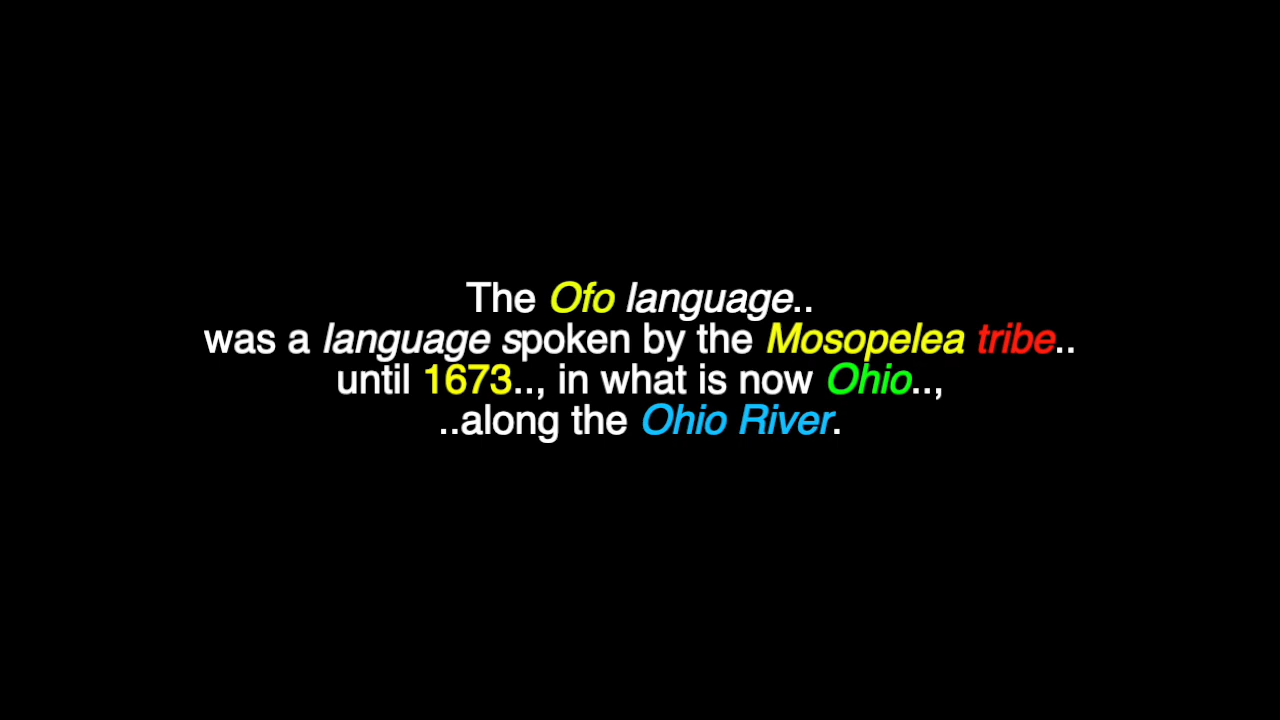 The Ofo language..
was a language spoken by the Mosopelea tribe..
until 1673.., in what is now Ohio..,
..along the Ohio River.